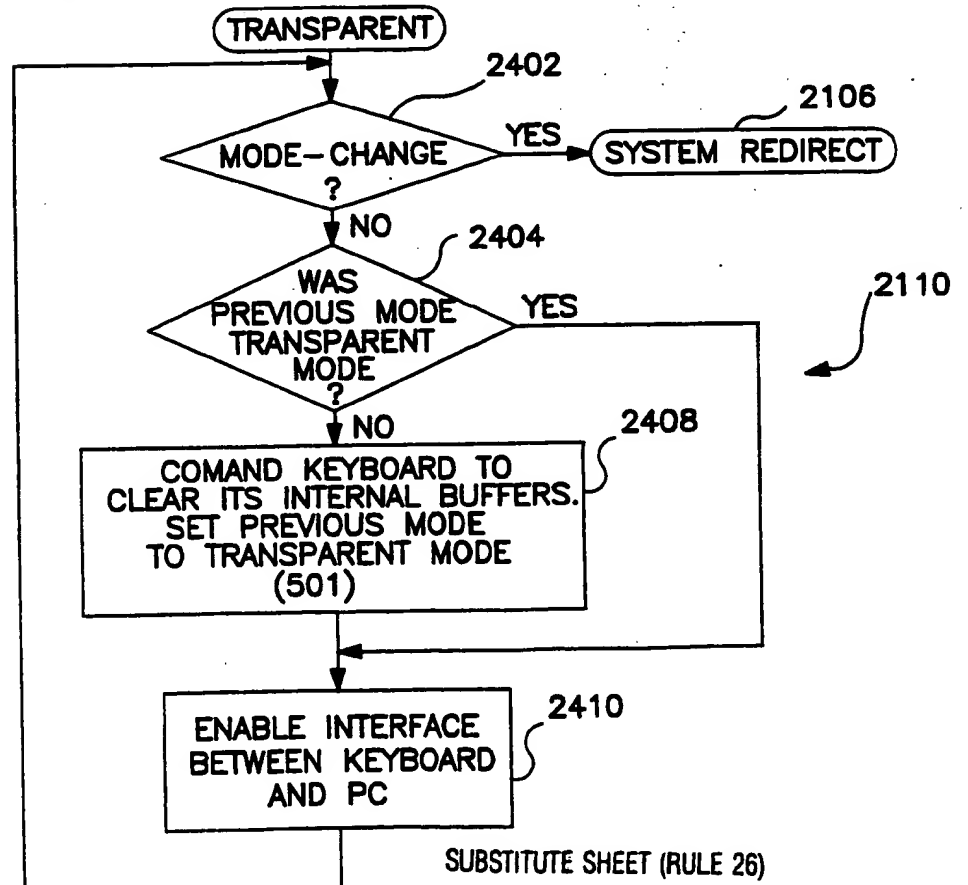 TRANSPARENT
2402
MODE-CHANGE
?
YES
2106
SYSTEM REDIRECT
NO
2404
WAS
PREVIOUS MODE
TRANSPARENT
MODE
?
YES
2110
NO
2408
COMAND KEYBOARD TO
CLEAR ITS INTERNAL BUFFERS.
SET PREVIOUS MODE
TO TRANSPARENT MODE
(501)
2410
ENABLE INTERFACE
BETWEEN KEYBOARD
AND PC
SUBSTITUTE SHEET (RULE 26)